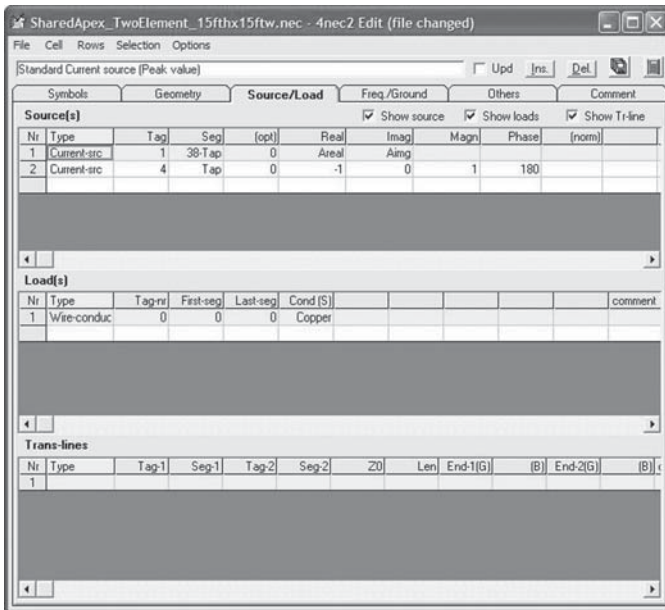 SharedApex_TwoElement_15fthx15ftw.nec - 4nec2 Edit (file changed)
File Cell Rows Selection Options
Standard Current source (Peak value) Upd Ins. Del.
Symbols Geometry Source/Load Freq./Ground Others Comment
Source(s) Show source Show loads Show Tr-line
Nr Type Tag Seg (opt) Real Imag Magn Phase (norm)
1 Current-src 1 38-Tap 0 Areal Aimg
2 Current-src 4 Tap 0 -1 0 1 180
Load(s)
Nr Type Tag-nr First-seg Last-seg Cond (S) comment
1 Wire-conduc 0 0 0 Copper
Trans-lines
Nr Type Tag-1 Seg-1 Tag-2 Seg-2 Z0 Len End-1(G) (B) End-2(G) (B)
1